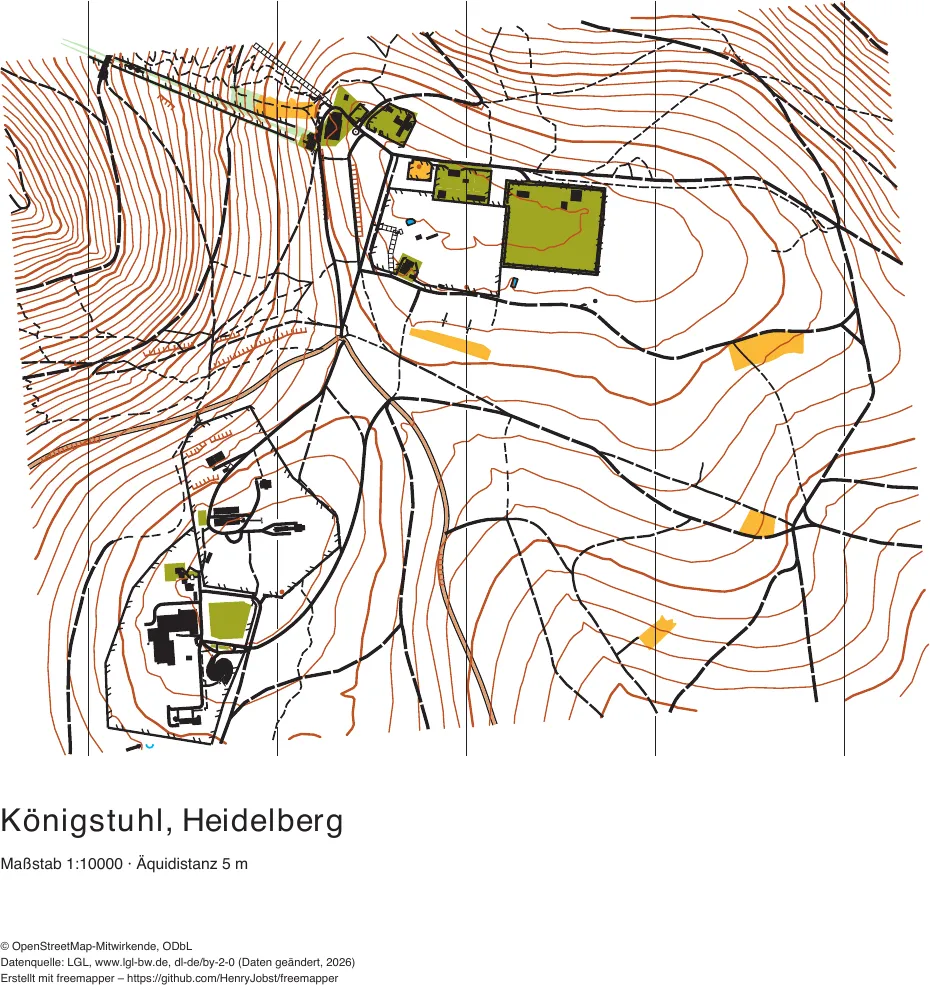 Königstuhl, Heidelberg
Maßstab 1:10000 · Äquidistanz 5 m
© OpenStreetMap-Mitwirkende, ODbL
Datenquelle: LGL, www.lgl-bw.de, dl-de/by-2-0 (Daten geändert, 2026)
Erstellt mit freemapper – https://github.com/HenryJobst/freemapper